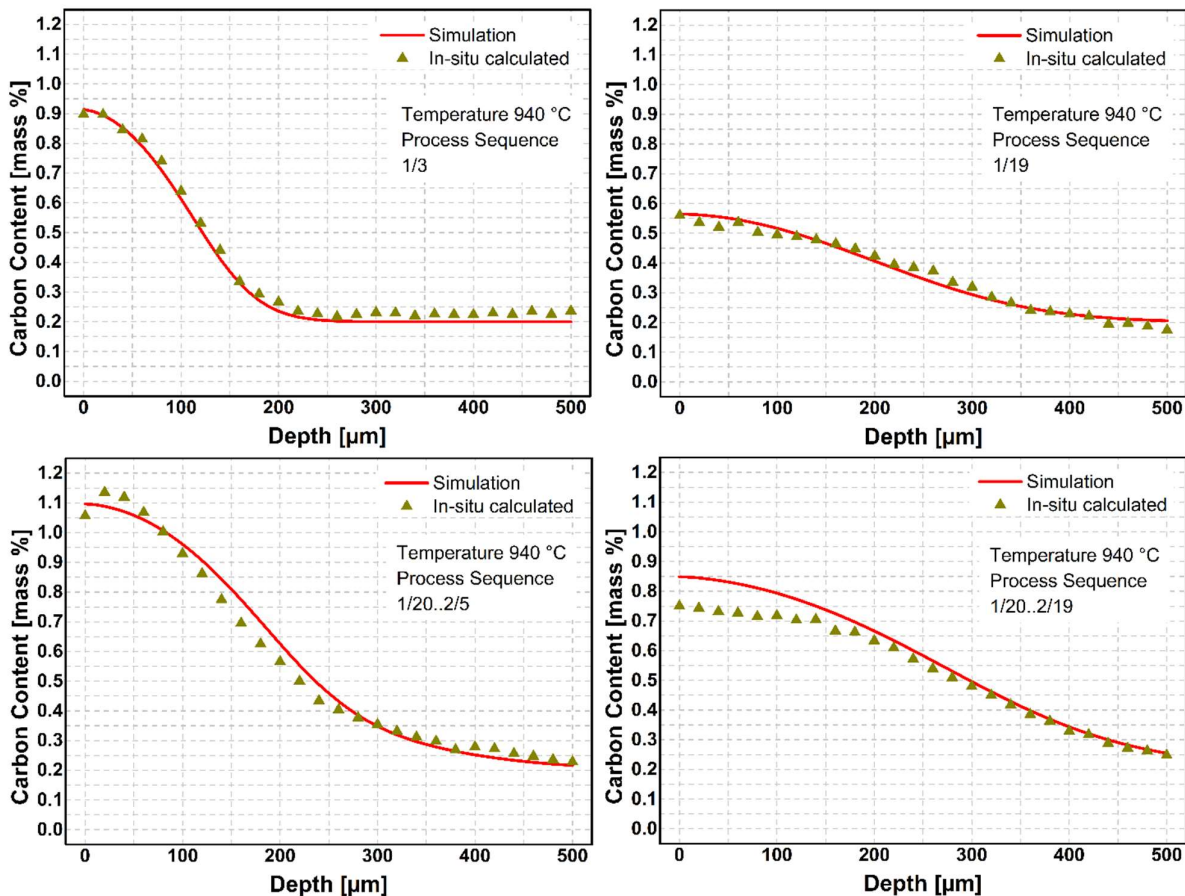 1.2
1.1
1.0
0.9
0.8
0.7
0.6
0.5
0.4
0.3
0.2
0.1
0.0
Carbon Content [mass %]
Simulation
In-situ calculated
Temperature 940 °C
Process Sequence
1/3
0 100 200 300 400 500
Depth [µm]
1.2
1.1
1.0
0.9
0.8
0.7
0.6
0.5
0.4
0.3
0.2
0.1
0.0
Carbon Content [mass %]
Simulation
In-situ calculated
Temperature 940 °C
Process Sequence
1/19
0 100 200 300 400 500
Depth [µm]
1.2
1.1
1.0
0.9
0.8
0.7
0.6
0.5
0.4
0.3
0.2
0.1
0.0
Carbon Content [mass %]
Simulation
In-situ calculated
Temperature 940 °C
Process Sequence
1/20..2/5
0 100 200 300 400 500
Depth [µm]
1.2
1.1
1.0
0.9
0.8
0.7
0.6
0.5
0.4
0.3
0.2
0.1
0.0
Carbon Content [mass %]
Simulation
In-situ calculated
Temperature 940 °C
Process Sequence
1/20..2/19
0 100 200 300 400 500
Depth [µm]